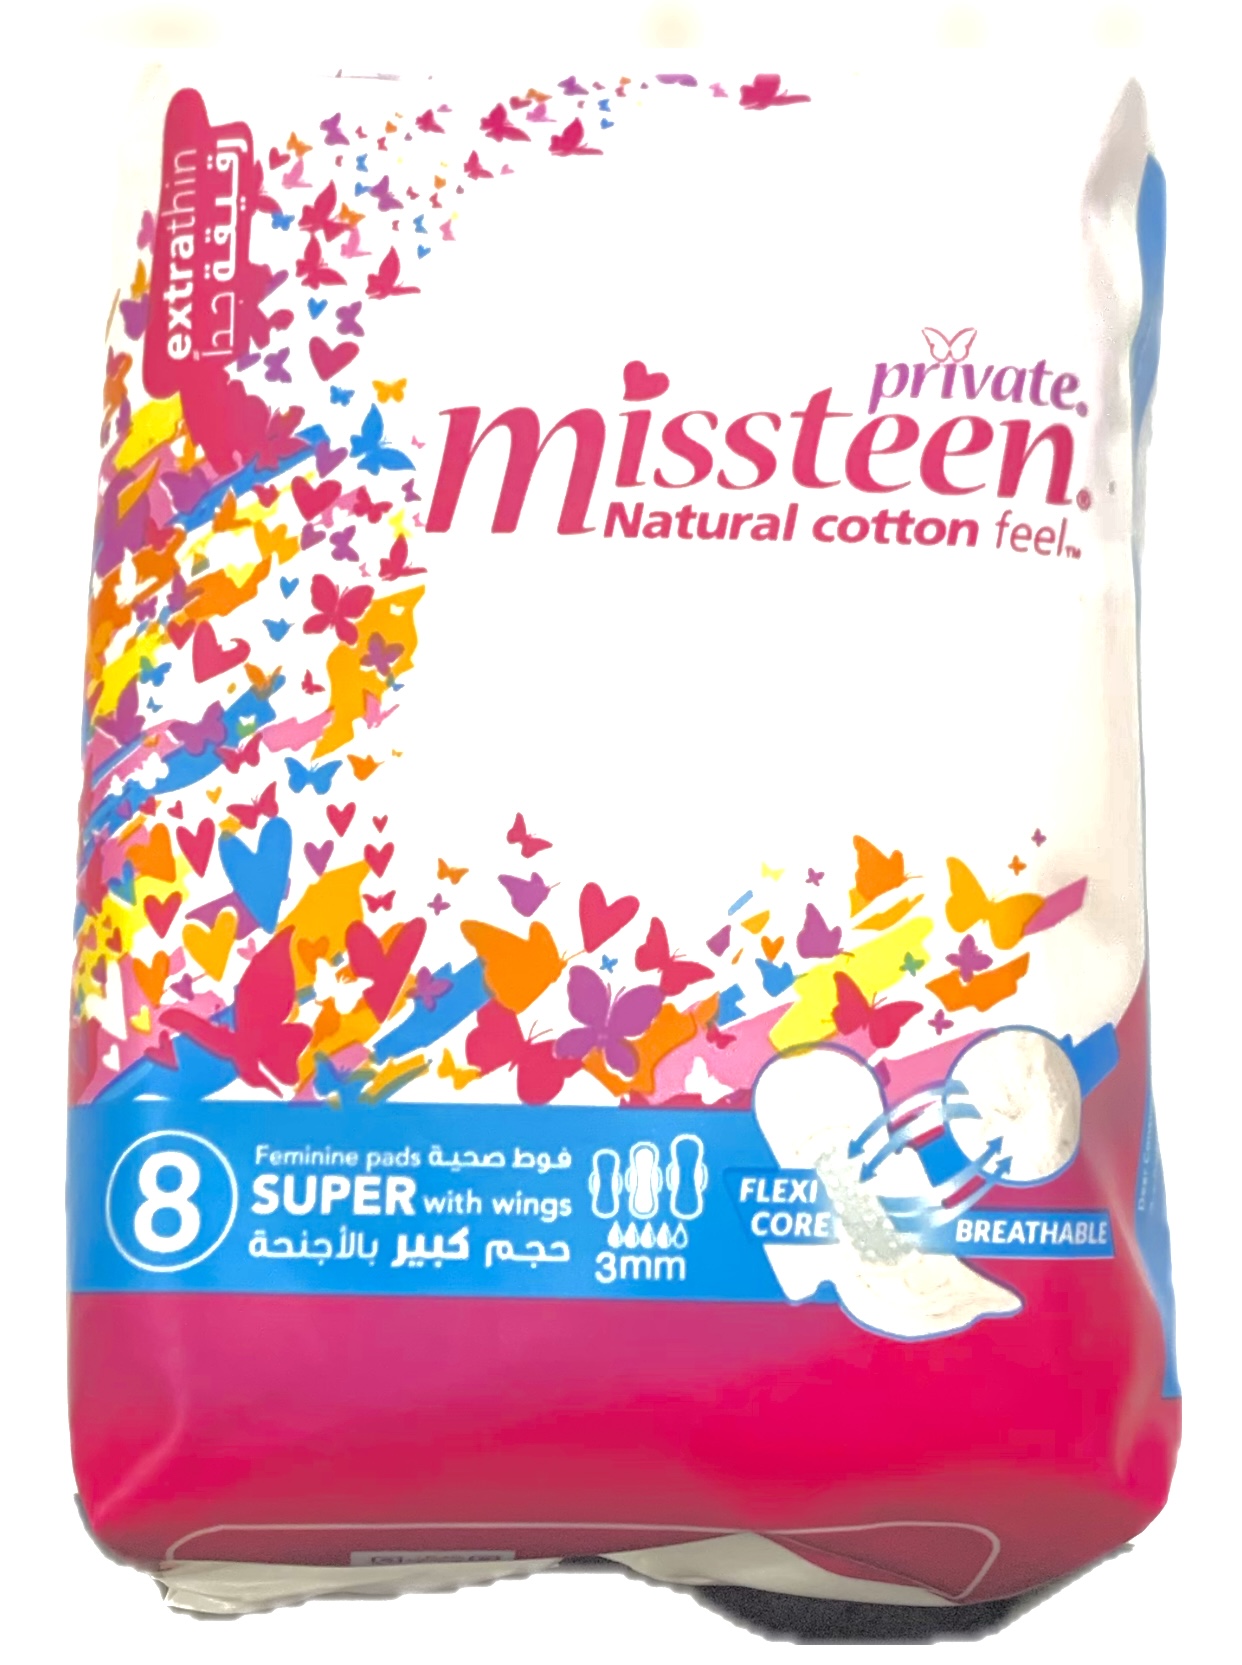 extrathin
رقيقة جداً
private.
missteen®
Natural cotton feel™
8
Feminine pads فوط صحية
SUPER with wings
حجم كبير بالأجنحة
3mm
FLEXI
CORE
BREATHABLE